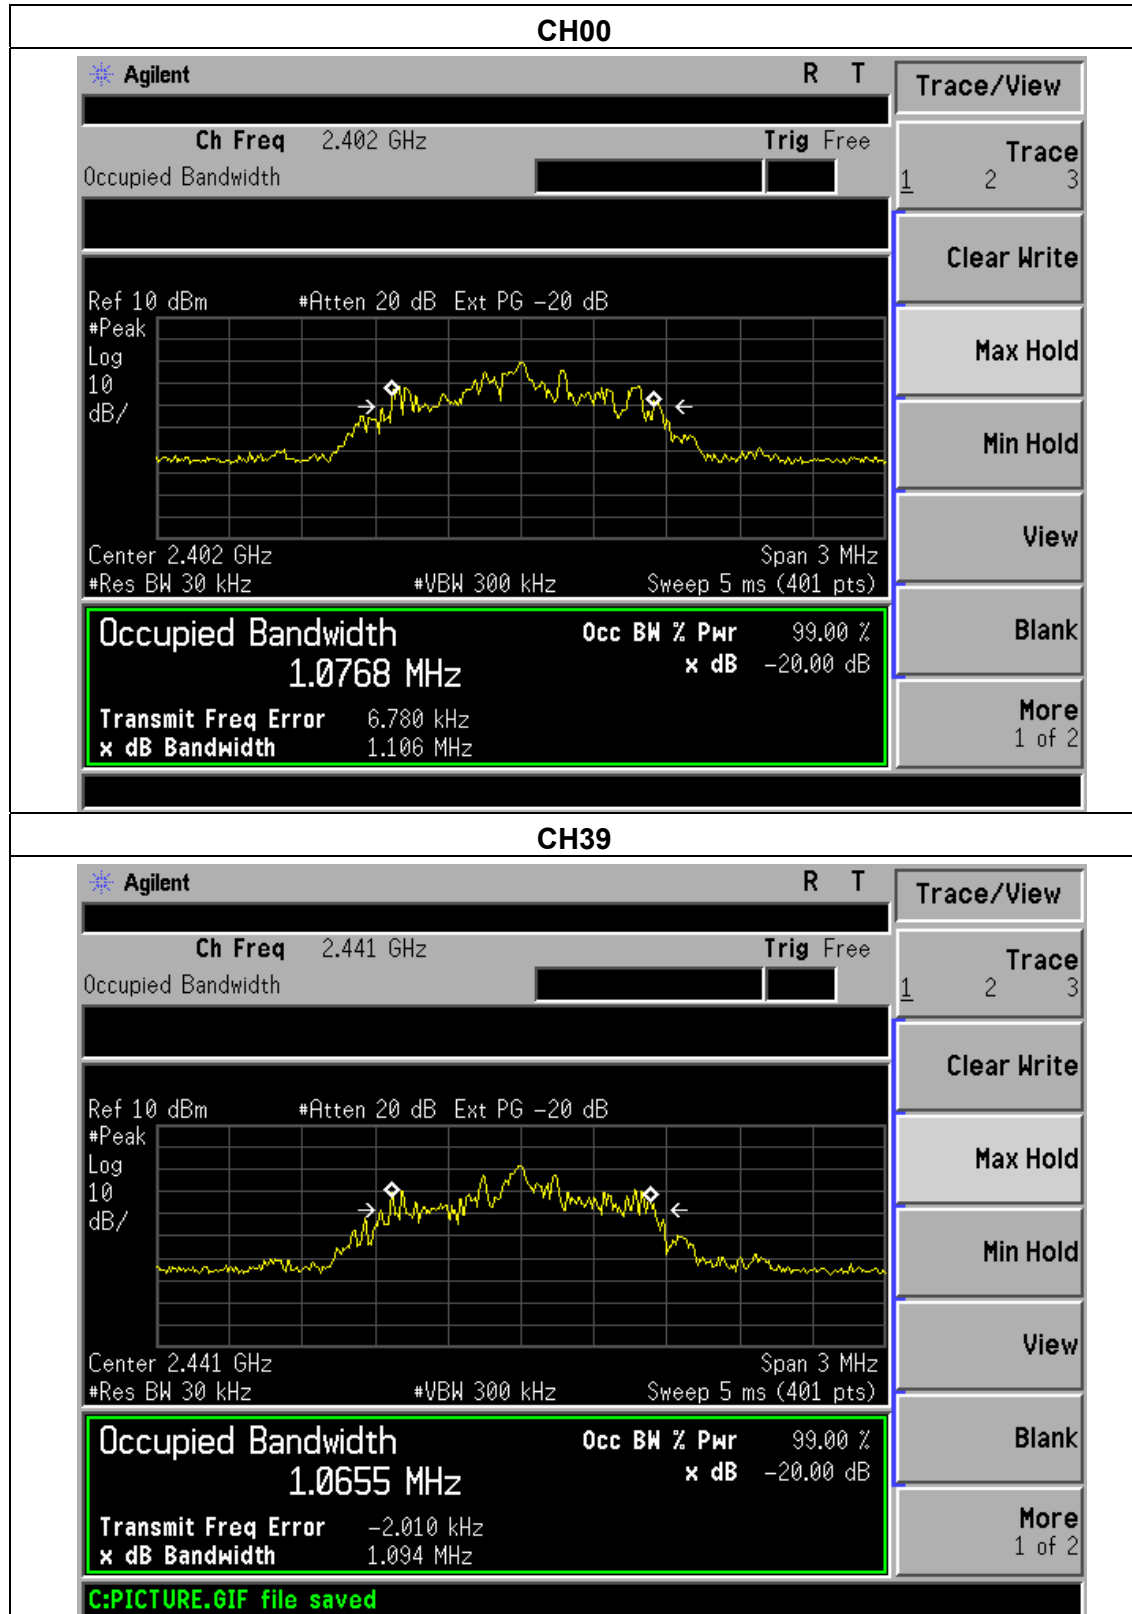 CH00
Agilent R T
Trace/View
Ch Freq 2.402 GHz Trig Free
Occupied Bandwidth
Trace
1 2 3
Clear Write
Max Hold
Min Hold
View
Blank
More
1 of 2
Ref 10 dBm #Atten 20 dB Ext PG -20 dB
#Peak
Log
10
dB/
Center 2.402 GHz Span 3 MHz
#Res BW 30 kHz #VBW 300 kHz Sweep 5 ms (401 pts)
Occupied Bandwidth Occ BW % Pwr 99.00 %
1.0768 MHz x dB -20.00 dB
Transmit Freq Error 6.780 kHz
x dB Bandwidth 1.106 MHz
CH39
Agilent R T
Trace/View
Ch Freq 2.441 GHz Trig Free
Occupied Bandwidth
Trace
1 2 3
Clear Write
Max Hold
Min Hold
View
Blank
More
1 of 2
Ref 10 dBm #Atten 20 dB Ext PG -20 dB
#Peak
Log
10
dB/
Center 2.441 GHz Span 3 MHz
#Res BW 30 kHz #VBW 300 kHz Sweep 5 ms (401 pts)
Occupied Bandwidth Occ BW % Pwr 99.00 %
1.0655 MHz x dB -20.00 dB
Transmit Freq Error -2.010 kHz
x dB Bandwidth 1.094 MHz
C:PICTURE.GIF file saved